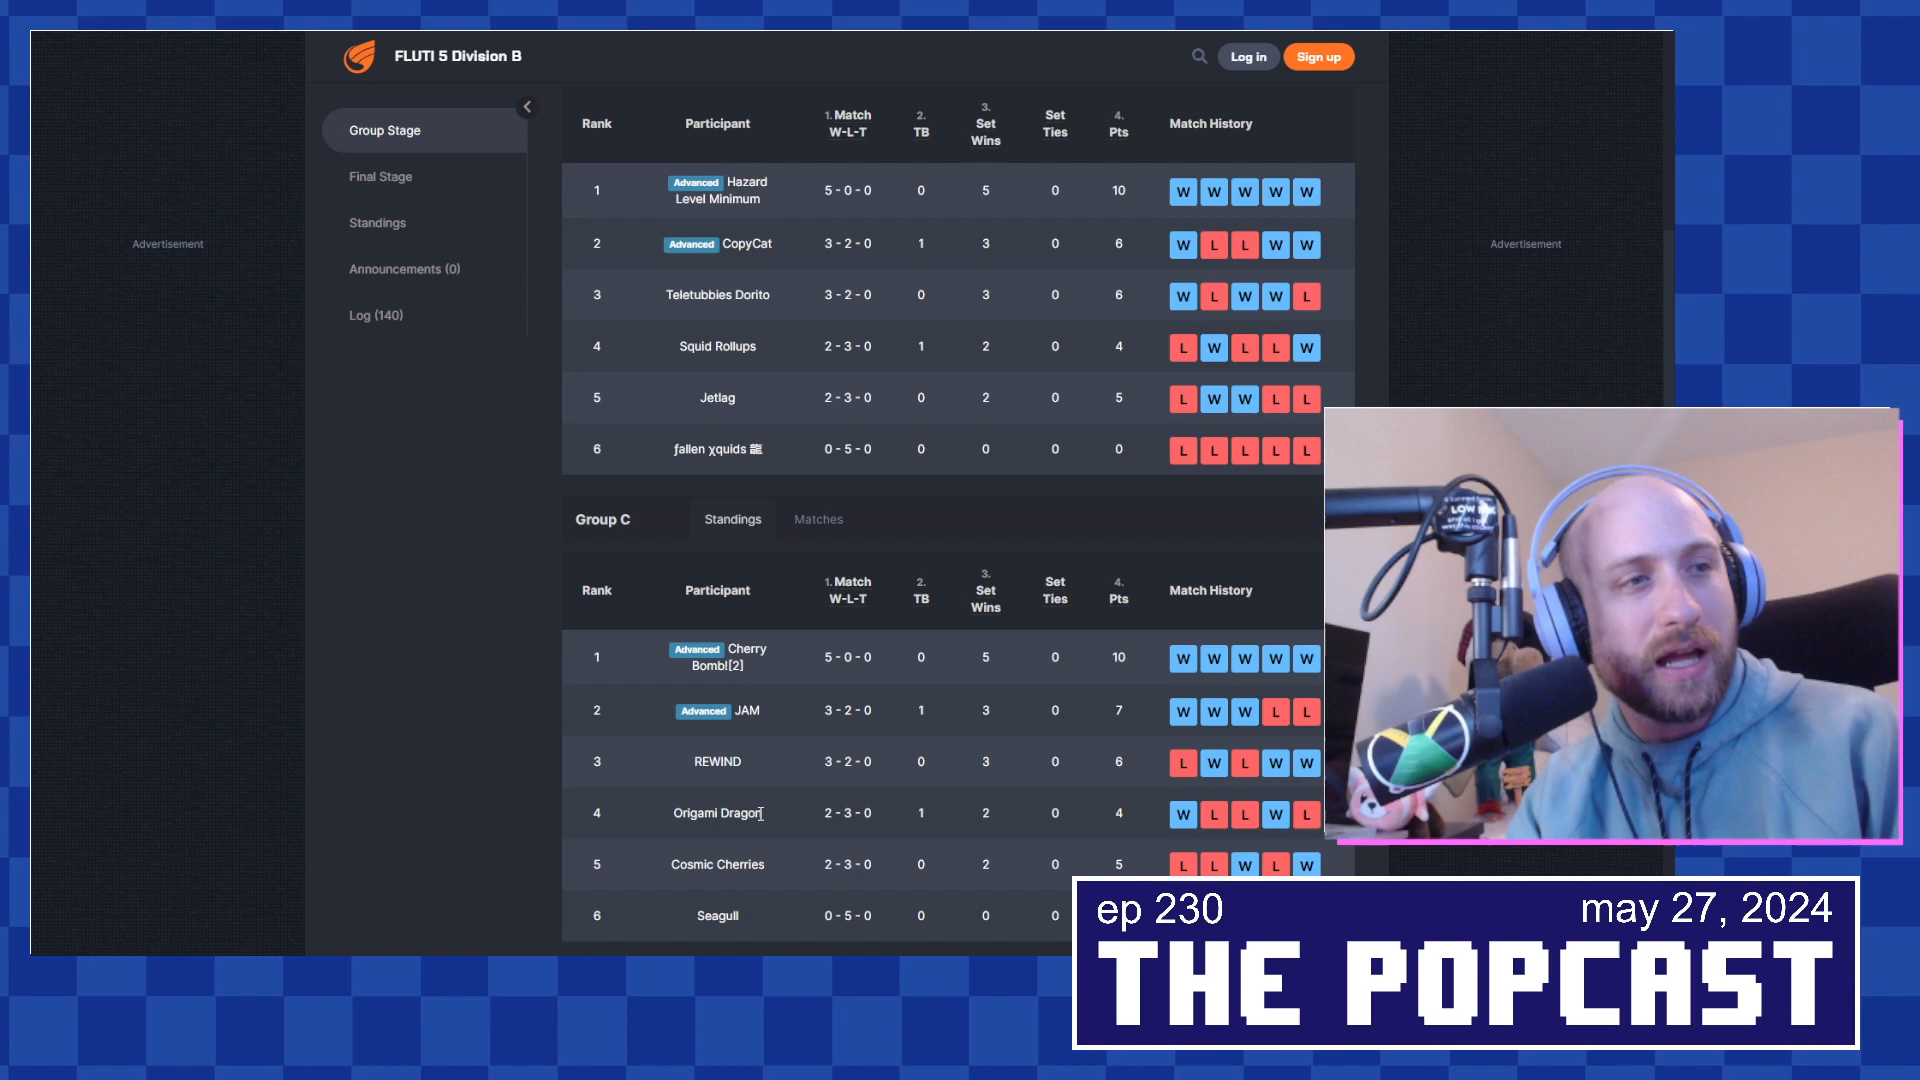 FLUTI 5 Division B
Log in
Sign up
Group Stage
Final Stage
Standings
Announcements (0)
Log (140)
Advertisement
Advertisement
Rank Participant 1. Match W-L-T 2. TB 3. Set Wins Set Ties 4. Pts Match History
1 Advanced Hazard Level Minimum 5 - 0 - 0 0 5 0 10 W W W W W
2 Advanced CopyCat 3 - 2 - 0 1 3 0 6 W L L W W
3 Teletubbies Dorito 3 - 2 - 0 0 3 0 6 W L W W L
4 Squid Rollups 2 - 3 - 0 1 2 0 4 L W L L W
5 Jetlag 2 - 3 - 0 0 2 0 5 L W W L L
6 ƒallen χquids 龍 0 - 5 - 0 0 0 0 0 L L L L L
Group C Standings Matches
Rank Participant 1. Match W-L-T 2. TB 3. Set Wins Set Ties 4. Pts Match History
1 Advanced Cherry Bomb![2] 5 - 0 - 0 0 5 0 10 W W W W W
2 Advanced JAM 3 - 2 - 0 1 3 0 7 W W W L L
3 REWIND 3 - 2 - 0 0 3 0 6 L W L W W
4 Origami Dragon 2 - 3 - 0 1 2 0 4 W L L W L
5 Cosmic Cherries 2 - 3 - 0 0 2 0 5 L L W L W
6 Seagull 0 - 5 - 0 0 0 0
LOW
ep 230
may 27, 2024
THE POPCAST